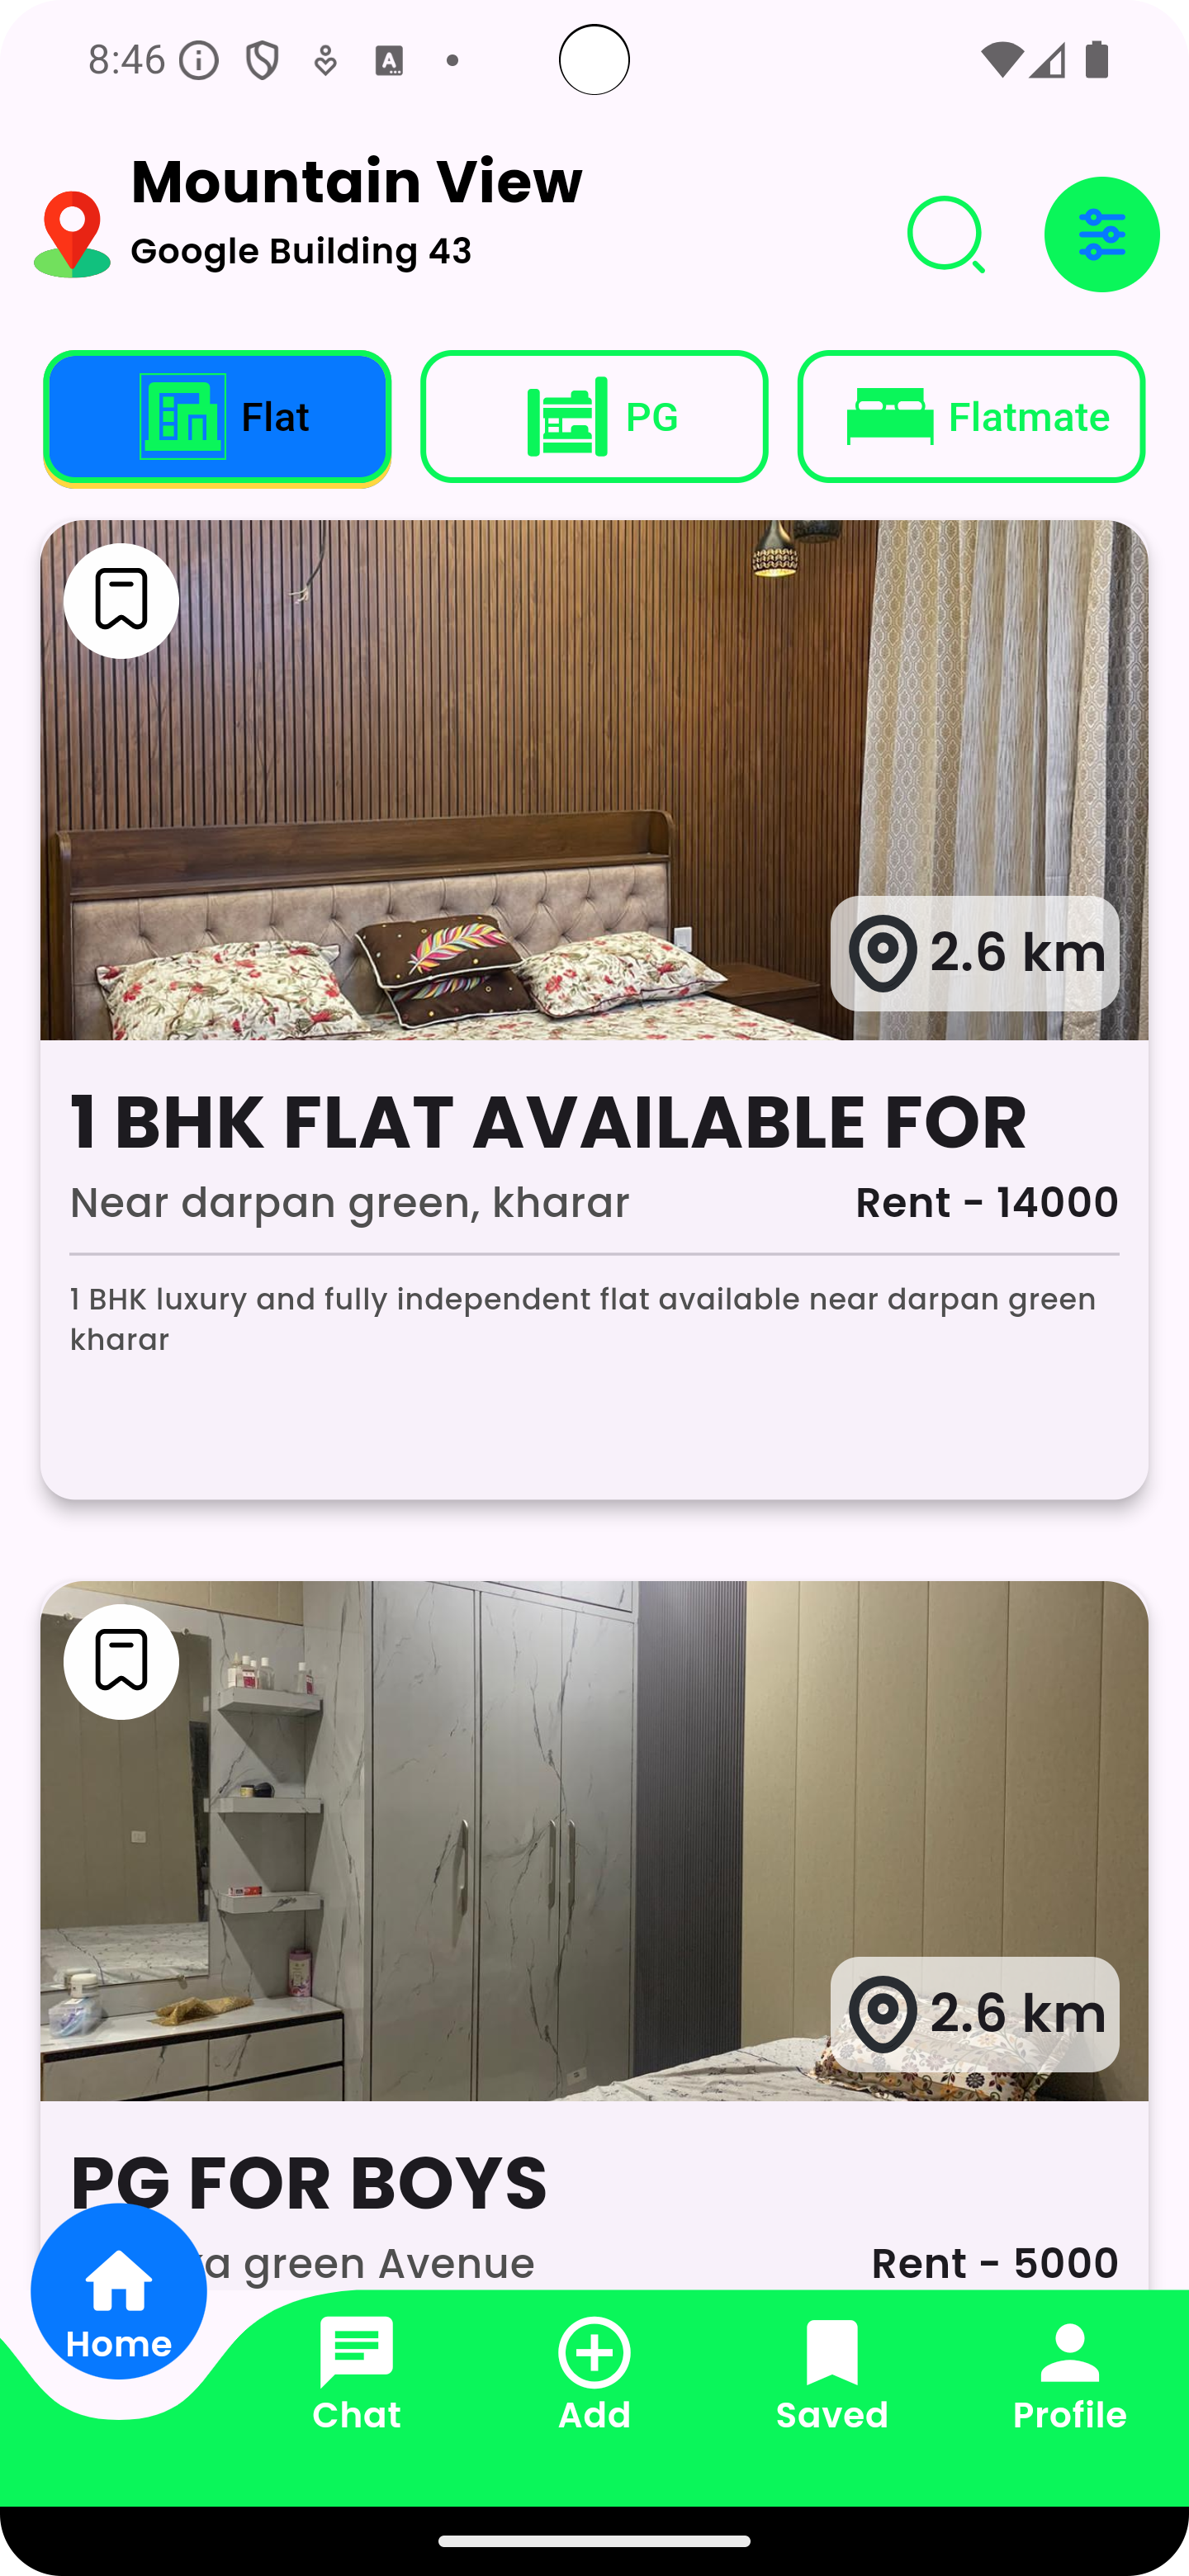 8:46
Mountain View
Google Building 43
Flat
PG
Flatmate
2.6 km
1 BHK FLAT AVAILABLE FOR
Near darpan green, kharar
Rent - 14000
1 BHK luxury and fully independent flat available near darpan green
kharar
2.6 km
PG FOR BOYS
green Avenue
Rent - 5000
Home
Chat
Add
Saved
Profile